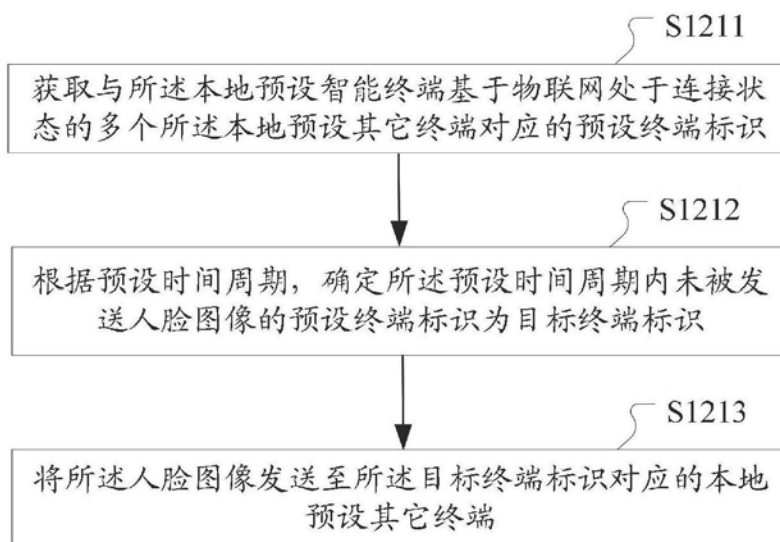 S1211
获取与所述本地预设智能终端基于物联网处于连接状
态的多个所述本地预设其它终端对应的预设终端标识
S1212
根据预设时间周期，确定所述预设时间周期内未被发
送人脸图像的预设终端标识为目标终端标识
S1213
将所述人脸图像发送至所述目标终端标识对应的本地
预设其它终端